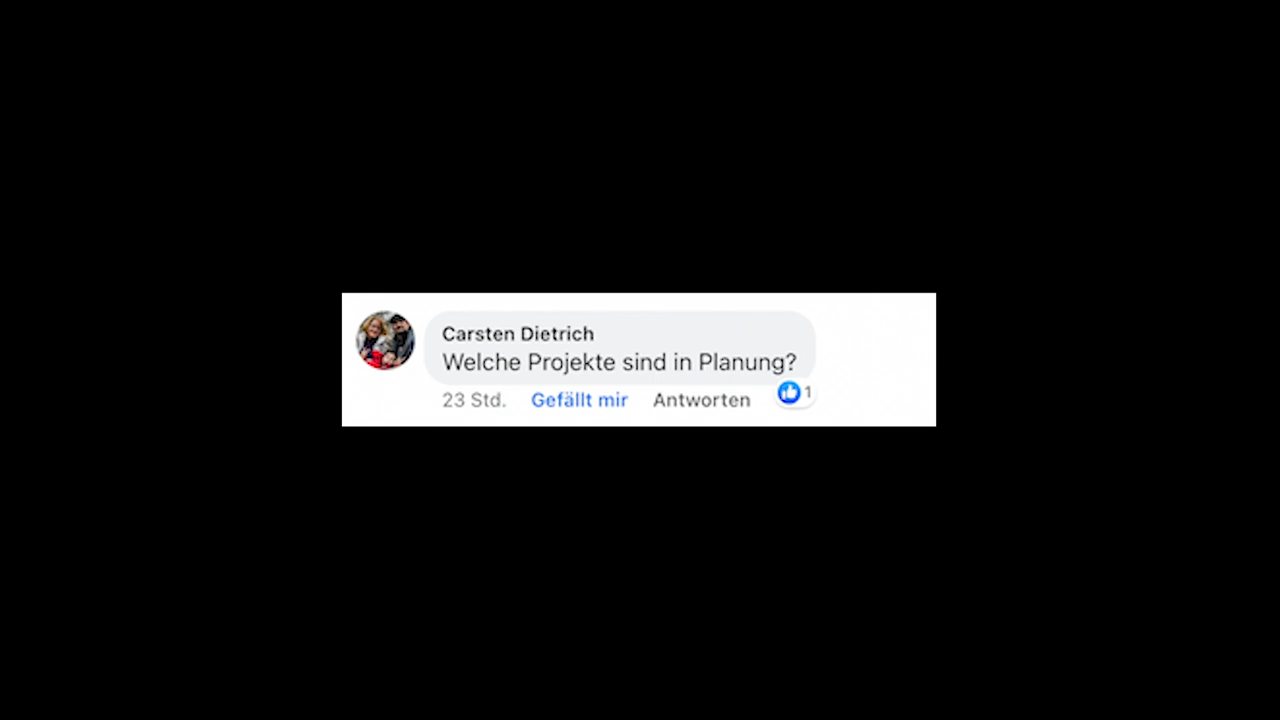 Carsten Dietrich
Welche Projekte sind in Planung?
23 Std. Gefällt mir Antworten 1